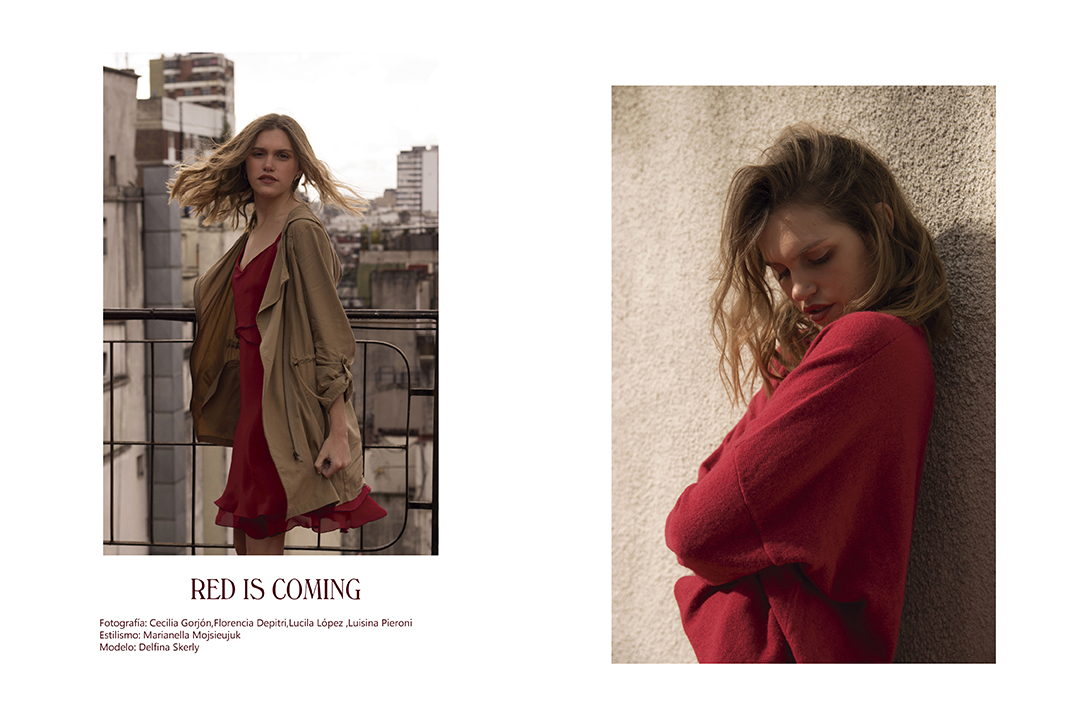 RED IS COMING
Fotografía: Cecilia Gorjón,Florencia Depitri,Lucila López ,Luisina Pieroni
Estilismo: Marianella Mojsieujuk
Modelo: Delfina Skerly